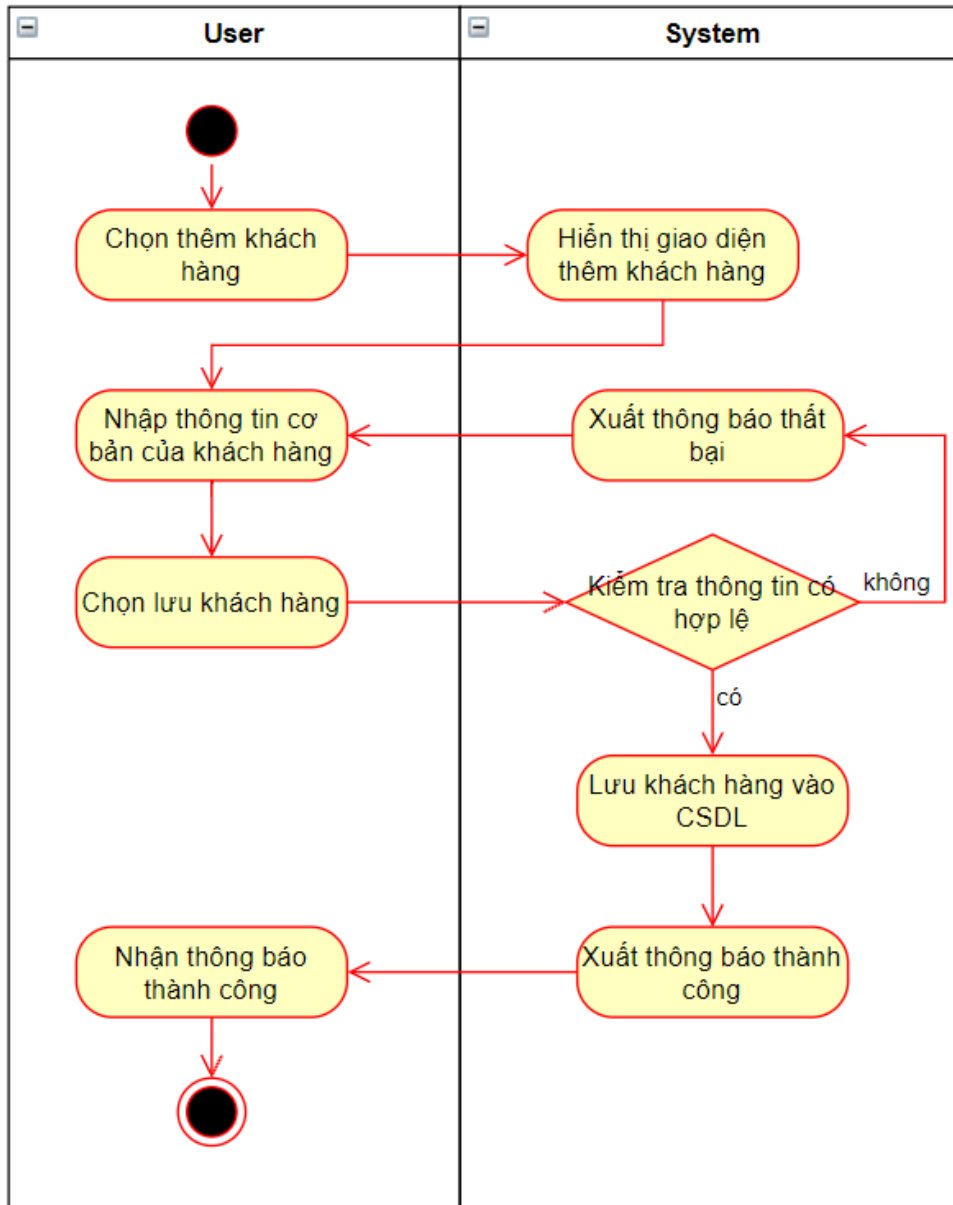 User
System
Chọn thêm khách
hàng
Hiển thị giao diện
thêm khách hàng
Nhập thông tin cơ
bản của khách hàng
Xuất thông báo thất
bại
Chọn lưu khách hàng
Kiểm tra thông tin có
hợp lệ
không
có
Lưu khách hàng vào
CSDL
Nhận thông báo
thành công
Xuất thông báo thành
công